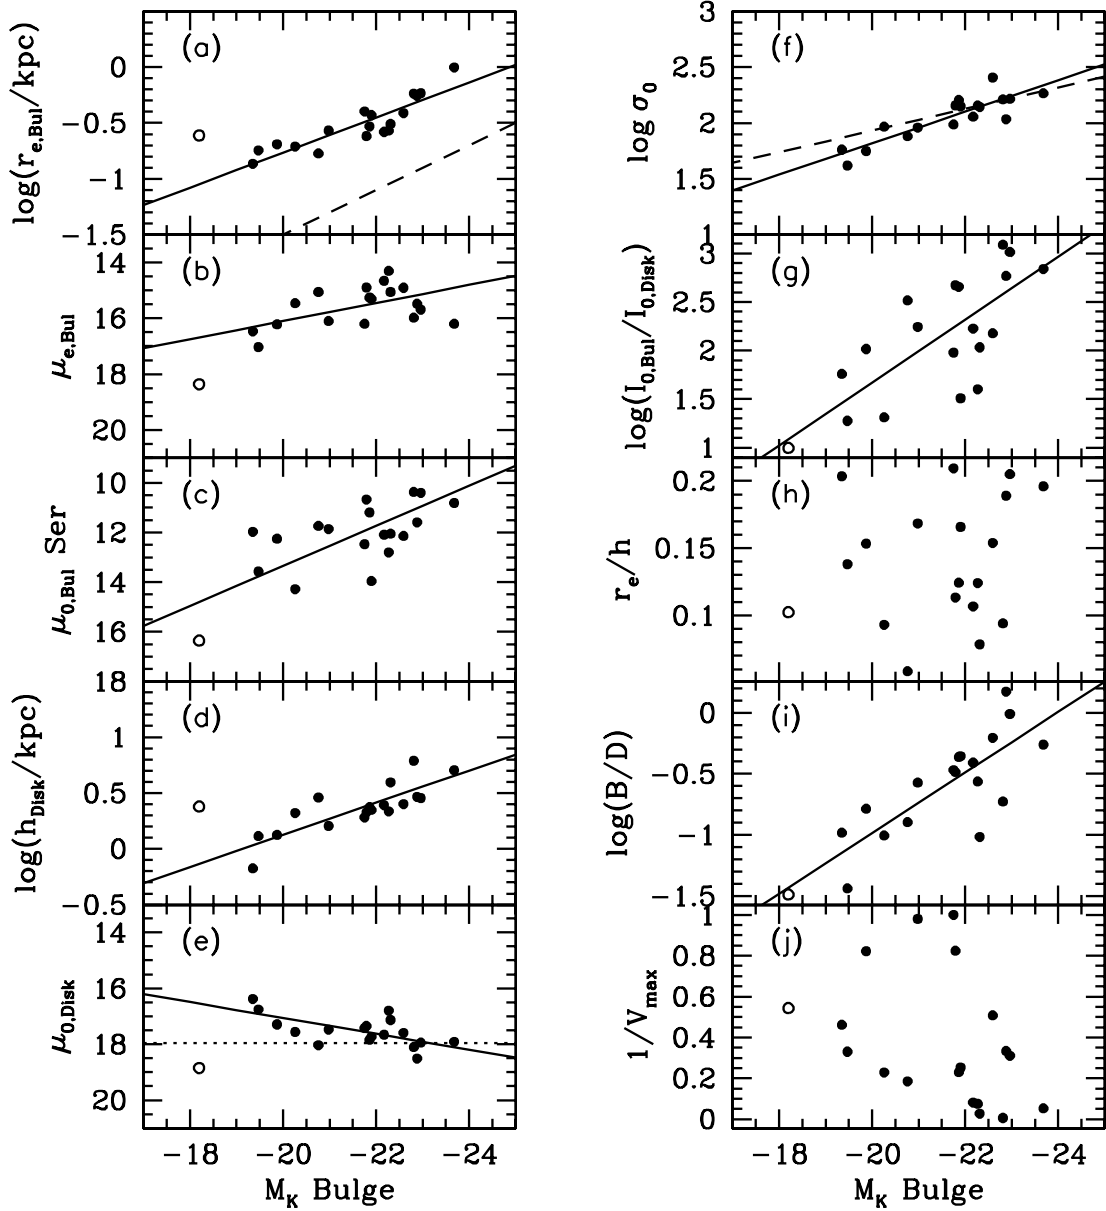 (a)
log(r_e,Bul/kpc)
0
−0.5
−1
−1.5
(b)
μ_e,Bul
14
16
18
20
(c)
μ_0,Bul Ser
10
12
14
16
18
(d)
log(h_Disk/kpc)
1
0.5
0
−0.5
(e)
μ_0,Disk
14
16
18
20
−18 −20 −22 −24
M_K Bulge
(f)
log σ_0
3
2.5
2
1.5
1
(g)
log(I_0,Bul/I_0,Disk)
3
2.5
2
1.5
1
(h)
r_e/h
0.2
0.15
0.1
(i)
log(B/D)
0
−0.5
−1
−1.5
(j)
1/V_max
1
0.8
0.6
0.4
0.2
0
−18 −20 −22 −24
M_K Bulge